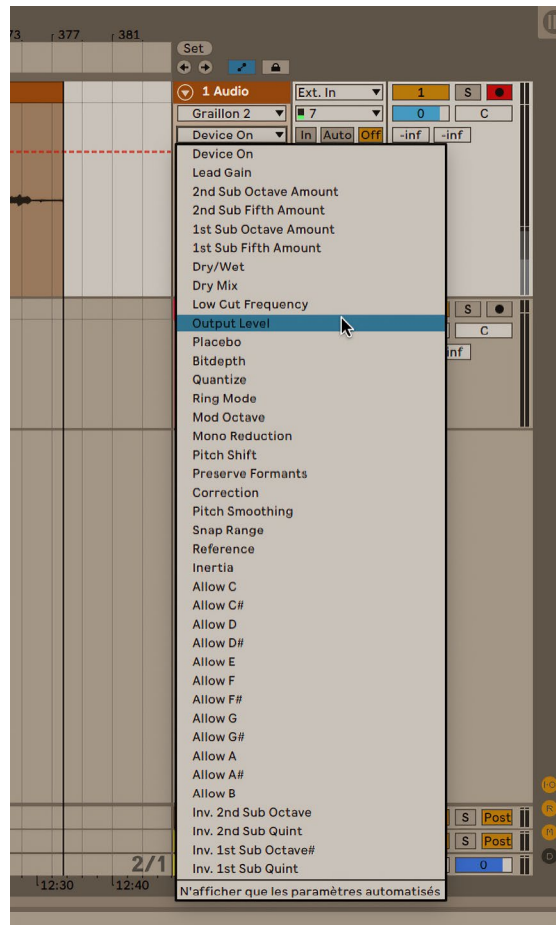 73 377 381
Set
1 Audio Ext. In 1 S
Graillon 2 7 0 C
Device On In Auto Off -inf -inf
Device On
Lead Gain
2nd Sub Octave Amount
2nd Sub Fifth Amount
1st Sub Octave Amount
1st Sub Fifth Amount
Dry/Wet
Dry Mix
Low Cut Frequency S
Output Level C
Placebo inf
Bitdepth
Quantize
Ring Mode
Mod Octave
Mono Reduction
Pitch Shift
Preserve Formants
Correction
Pitch Smoothing
Snap Range
Reference
Inertia
Allow C
Allow C#
Allow D
Allow D#
Allow E
Allow F
Allow F#
Allow G
Allow G#
Allow A
Allow A# I·O
Allow B R
Inv. 2nd Sub Octave S Post
Inv. 2nd Sub Quint S Post M
Inv. 1st Sub Octave# D
2/1 Inv. 1st Sub Quint 0
12:30 12:40 N'afficher que les paramètres automatisés